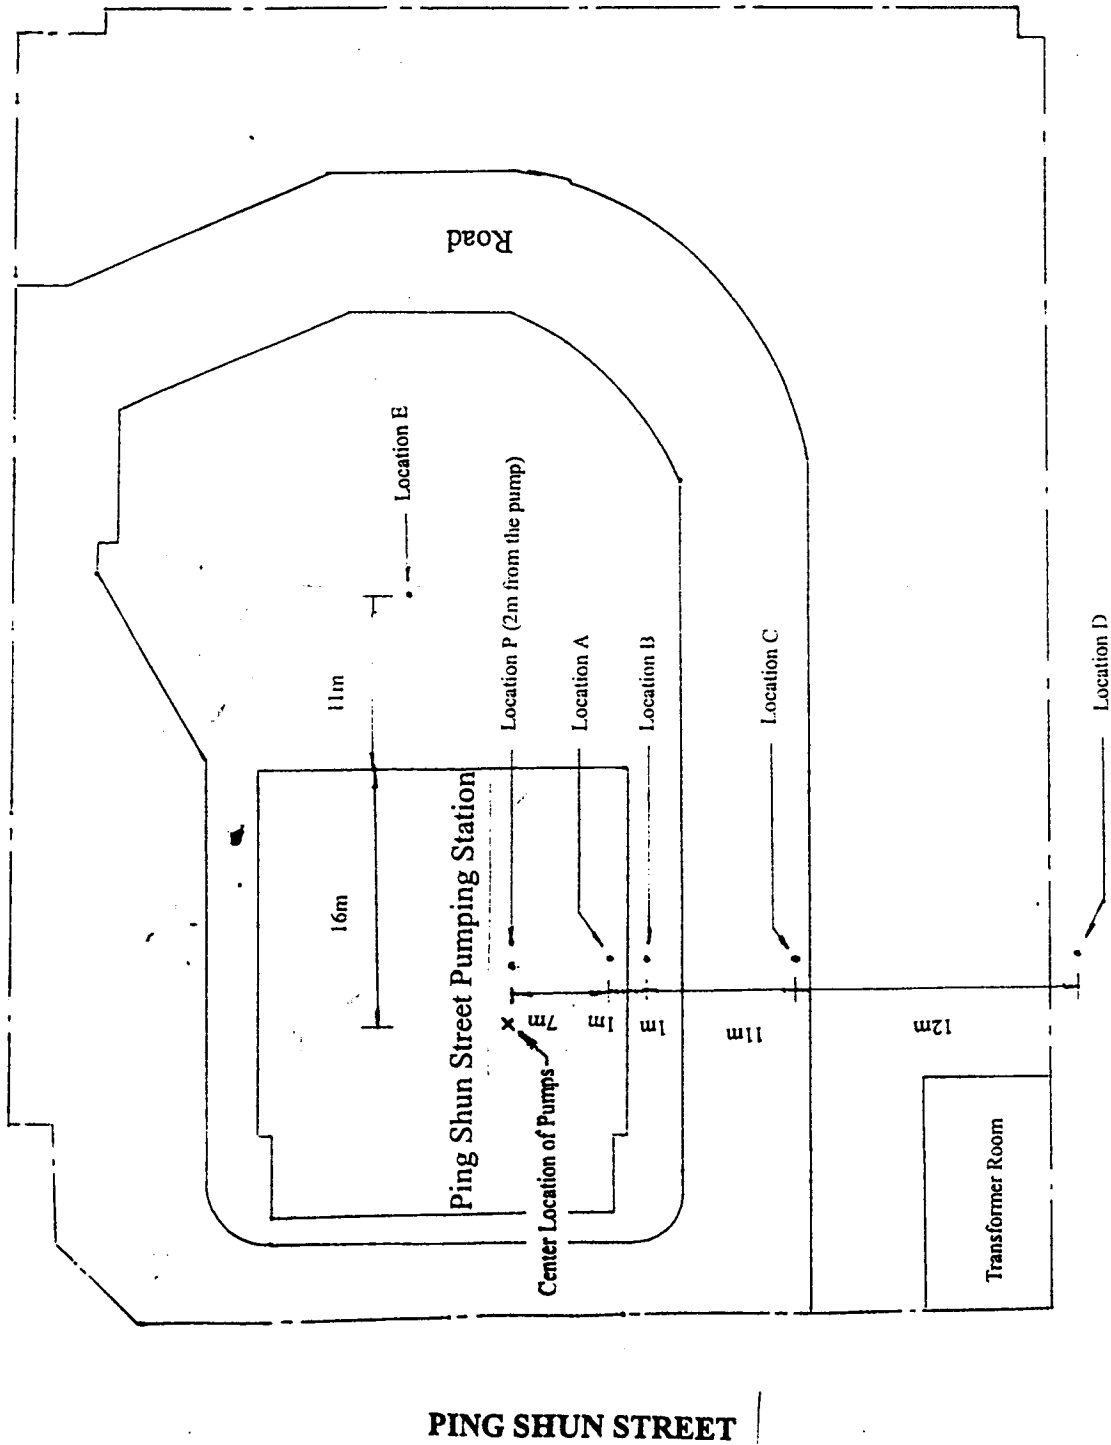 Road
Location E
Location P (2m from the pump)
Location A
Location B
Location C
Location D
11m
16m
Ping Shun Street Pumping Station
Center Location of Pumps
7m
1m
1m
11m
12m
Transformer Room
PING SHUN STREET